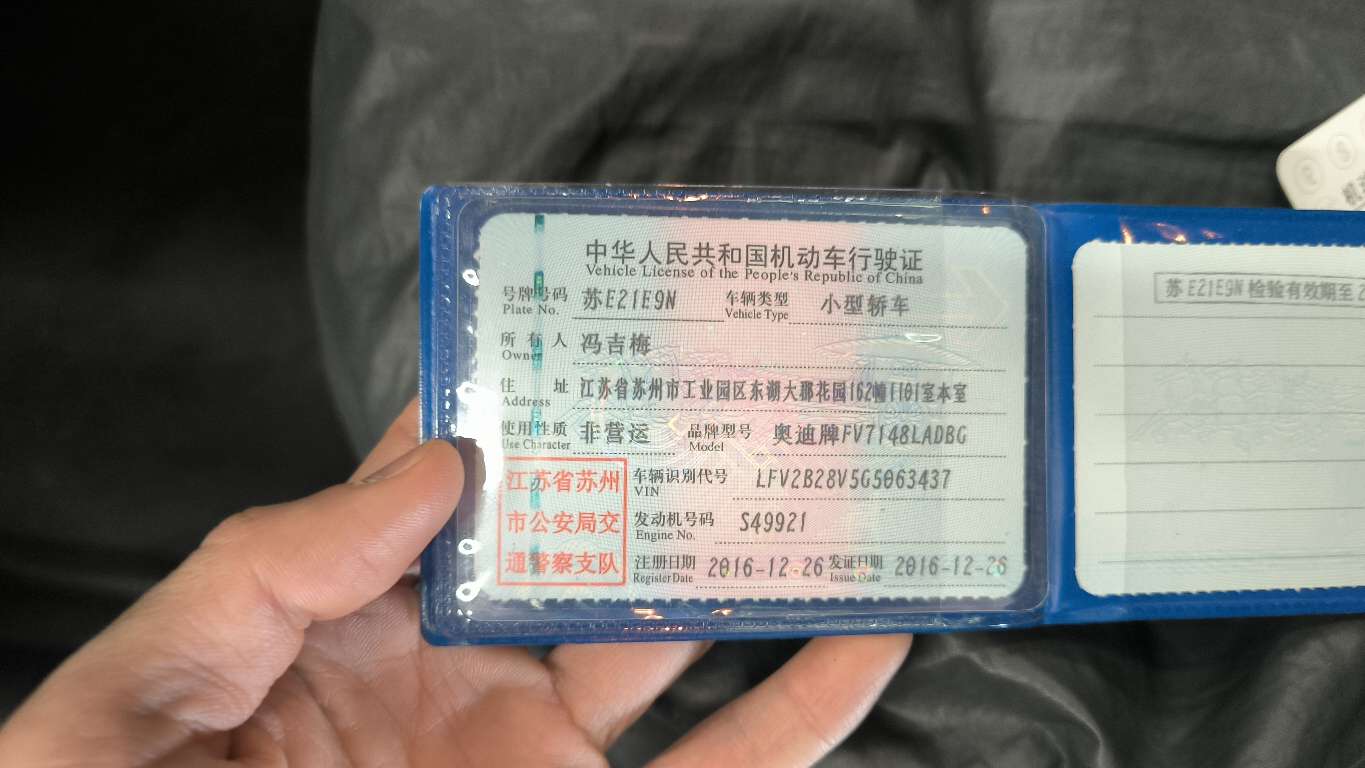 中华人民共和国机动车行驶证
Vehicle License of the People's Republic of China
号牌号码 苏E21E9N 车辆类型 小型轿车
Plate No. Vehicle Type
所有人 冯吉梅
Owner
住址 江苏省苏州市工业园区东湖大郡花园162幢1101室本室
Address
使用性质 非营运 品牌型号 奥迪牌FV7148LADBG
Use Character Model
江苏省苏州
市公安局交
通警察支队
车辆识别代号 LFV2B28V5G5063437
VIN
发动机号码 S49921
Engine No.
注册日期 2016-12-26 发证日期 2016-12-26
Register Date Issue Date
苏E21E9N 检验有效期至